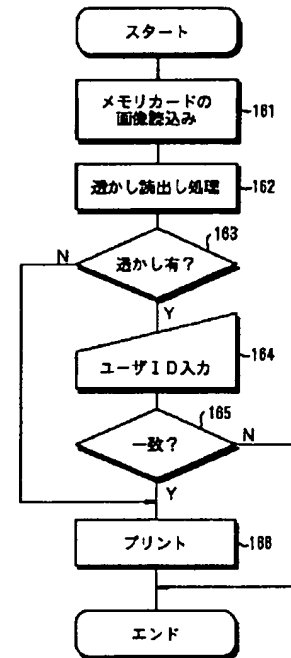 スタート
メモリカードの
画像読込み
161
透かし読出し処理
162
163
透かし有?
N
Y
ユーザID入力
164
165
一致?
N
Y
プリント
166
エンド